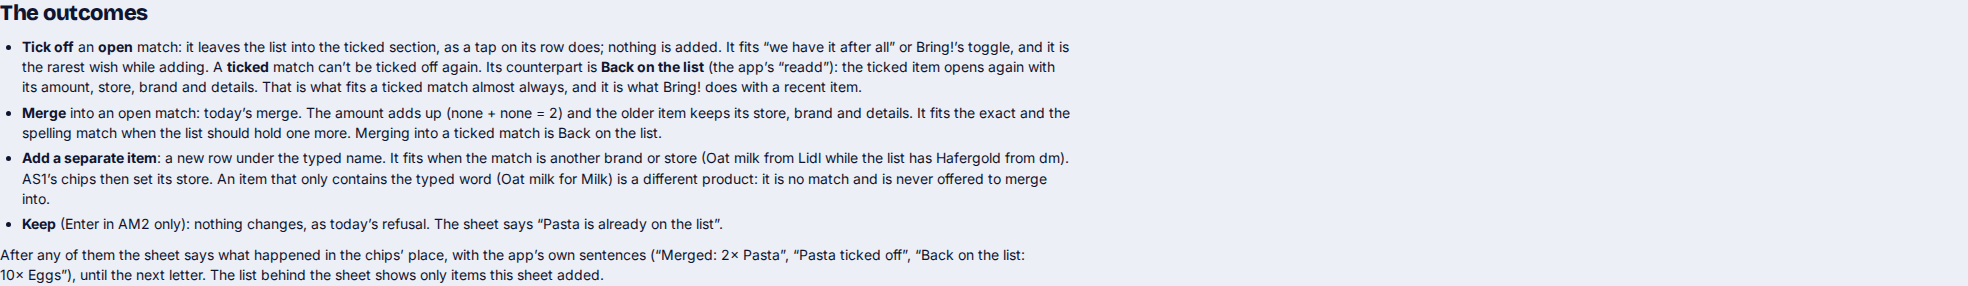 The outcomes
• Tick off an open match: it leaves the list into the ticked section, as a tap on its row does; nothing is added. It fits “we have it after all” or Bring!’s toggle, and it is
the rarest wish while adding. A ticked match can’t be ticked off again. Its counterpart is Back on the list (the app’s “readd”): the ticked item opens again with
its amount, store, brand and details. That is what fits a ticked match almost always, and it is what Bring! does with a recent item.
• Merge into an open match: today’s merge. The amount adds up (none + none = 2) and the older item keeps its store, brand and details. It fits the exact and the
spelling match when the list should hold one more. Merging into a ticked match is Back on the list.
• Add a separate item: a new row under the typed name. It fits when the match is another brand or store (Oat milk from Lidl while the list has Hafergold from dm).
AS1’s chips then set its store. An item that only contains the typed word (Oat milk for Milk) is a different product: it is no match and is never offered to merge
into.
• Keep (Enter in AM2 only): nothing changes, as today’s refusal. The sheet says “Pasta is already on the list”.
After any of them the sheet says what happened in the chips’ place, with the app’s own sentences (“Merged: 2× Pasta”, “Pasta ticked off”, “Back on the list:
10× Eggs”), until the next letter. The list behind the sheet shows only items this sheet added.